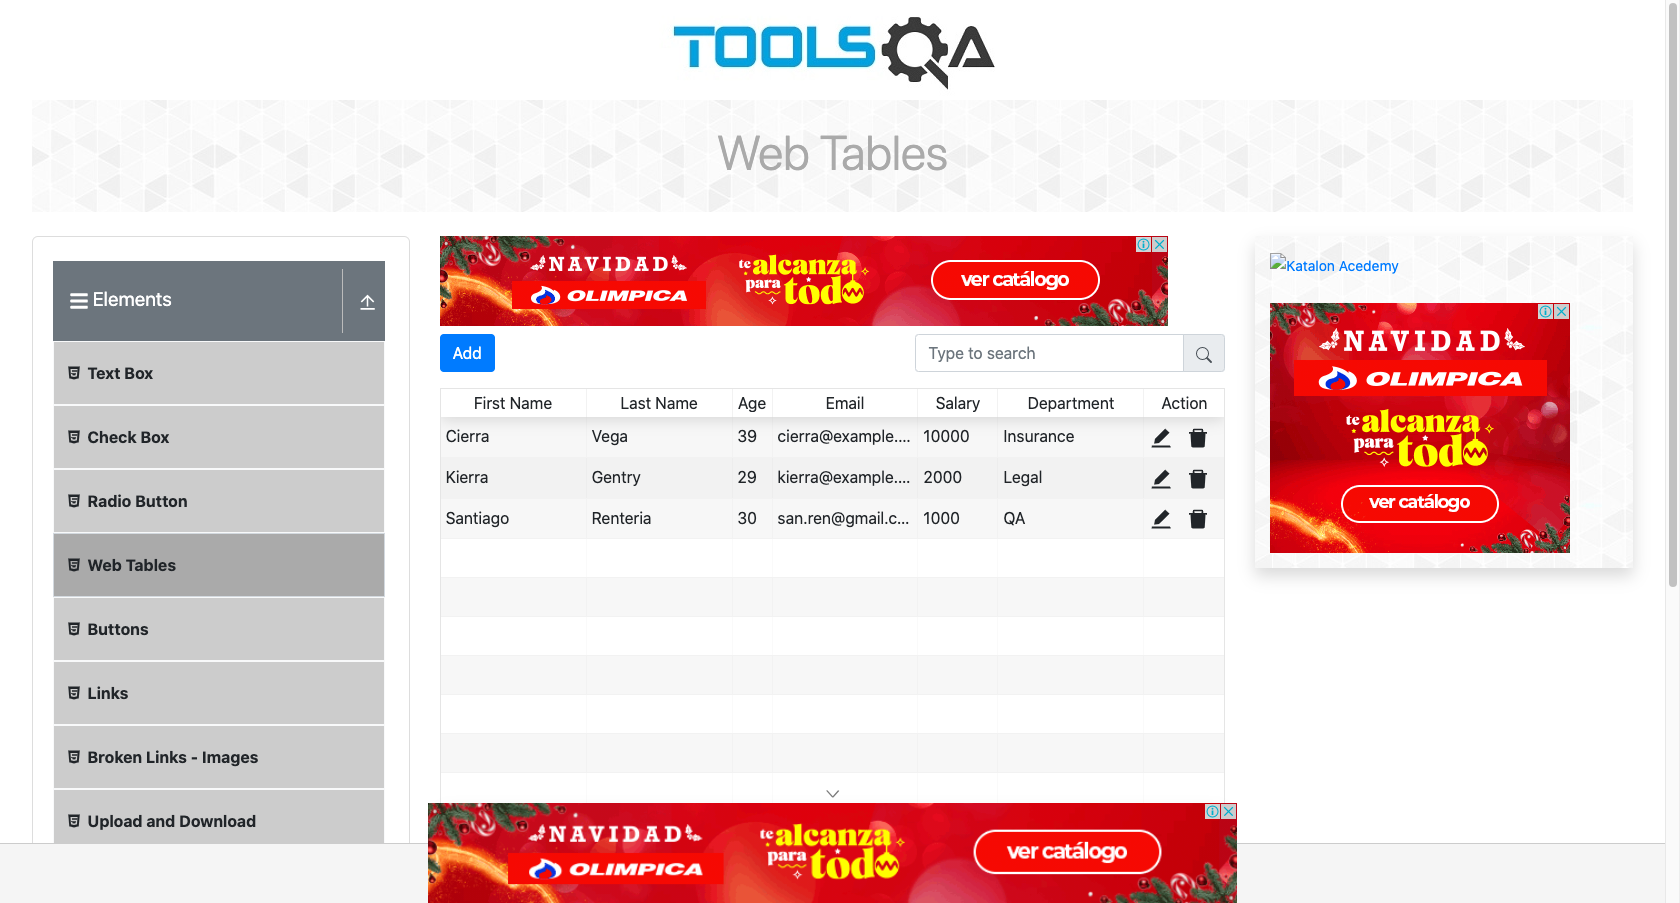 TOOLSQA
Web Tables
Elements
Text Box
Check Box
Radio Button
Web Tables
Buttons
Links
Broken Links - Images
Upload and Download
NAVIDAD
OLIMPICA
te alcanza
para todo
ver catálogo
Add
Type to search
First Name Last Name Age Email Salary Department Action
Cierra Vega 39 cierra@example.... 10000 Insurance
Kierra Gentry 29 kierra@example.... 2000 Legal
Santiago Renteria 30 san.ren@gmail.c... 1000 QA
Katalon Acedemy
NAVIDAD
OLIMPICA
te alcanza
para todo
ver catálogo
NAVIDAD
OLIMPICA
te alcanza
para todo
ver catálogo